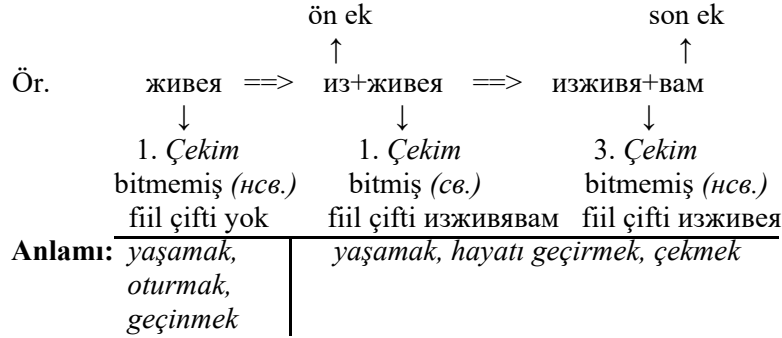 ön ek son ek
↑ ↑
Ör. живея ==> из+живея ==> изживя+вам
↓ ↓ ↓
1. Çekim 1. Çekim 3. Çekim
bitmemiş (нсв.) bitmiş (св.) bitmemiş (нсв.)
fiil çifti yok fiil çifti изживявам fiil çifti изживея
Anlamı: yaşamak, yaşamak, hayatı geçirmek, çekmek
oturmak,
geçinmek